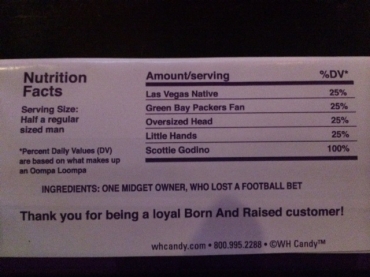 Nutrition
Facts
Serving Size:
Half a regular
sized man
*Percent Daily Values (DV)
are based on what makes up
an Oompa Loompa
Amount/serving %DV*
Las Vegas Native 25%
Green Bay Packers Fan 25%
Oversized Head 25%
Little Hands 25%
Scottie Godino 100%
INGREDIENTS: ONE MIDGET OWNER, WHO LOST A FOOTBALL BET
Thank you for being a loyal Born And Raised customer!
whcandy.com • 800.995.2288 • ©WH Candy™